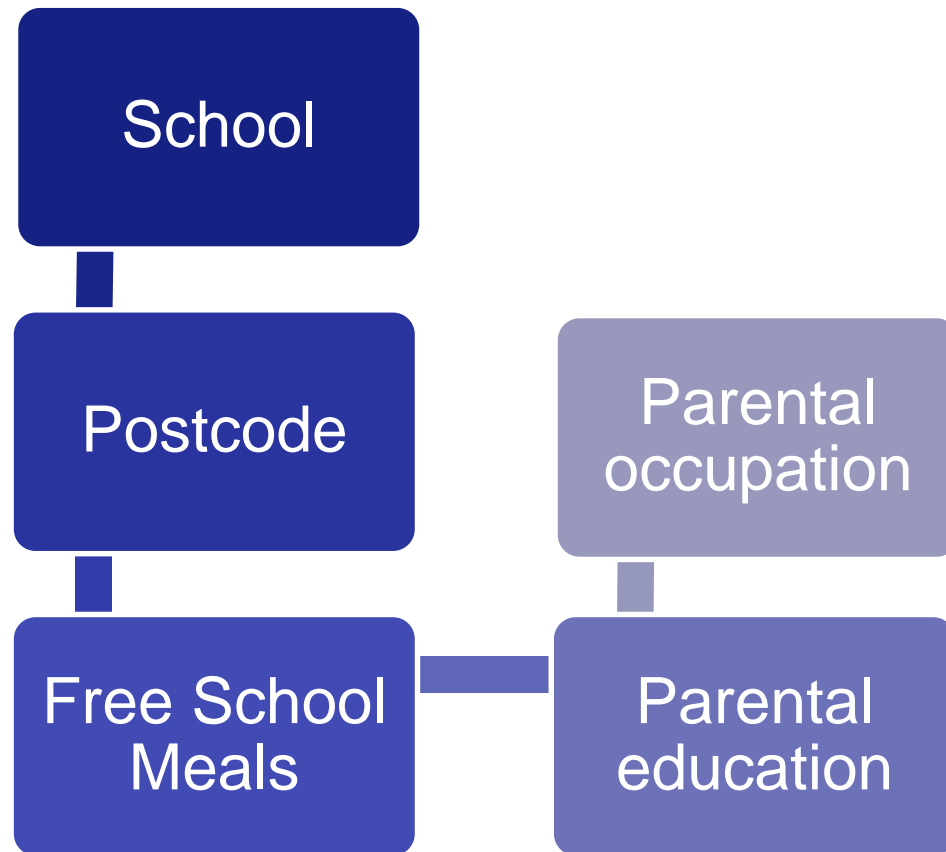 School
Postcode
Free School
Meals
Parental
education
Parental
occupation